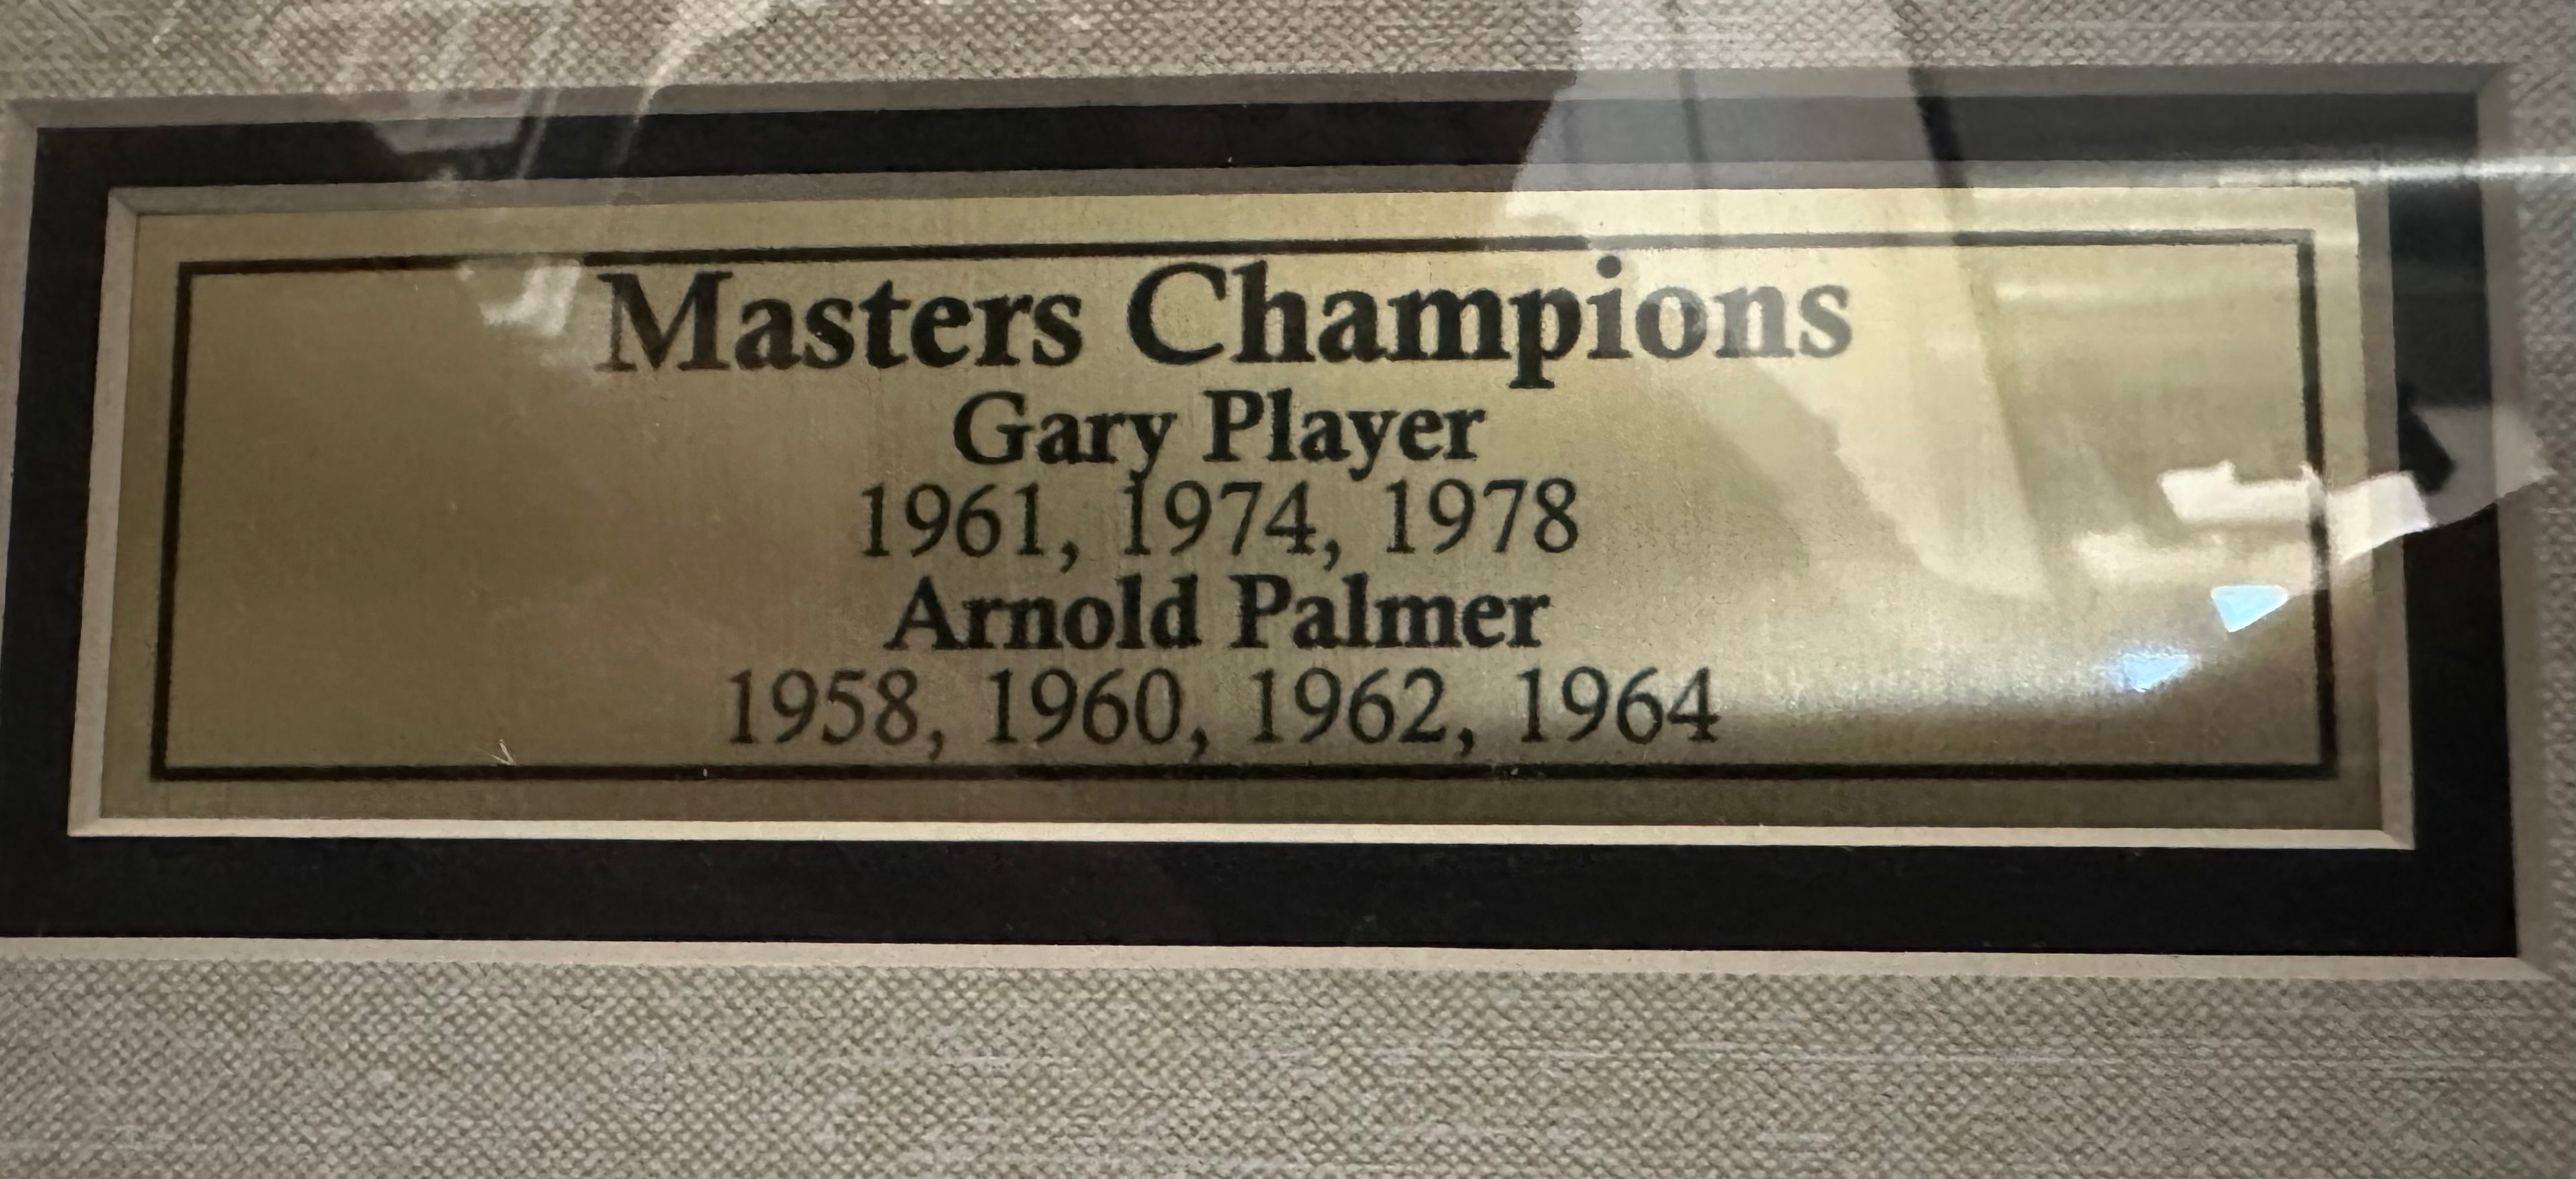 Masters Champions
Gary Player
1961, 1974, 1978
Arnold Palmer
1958, 1960, 1962, 1964